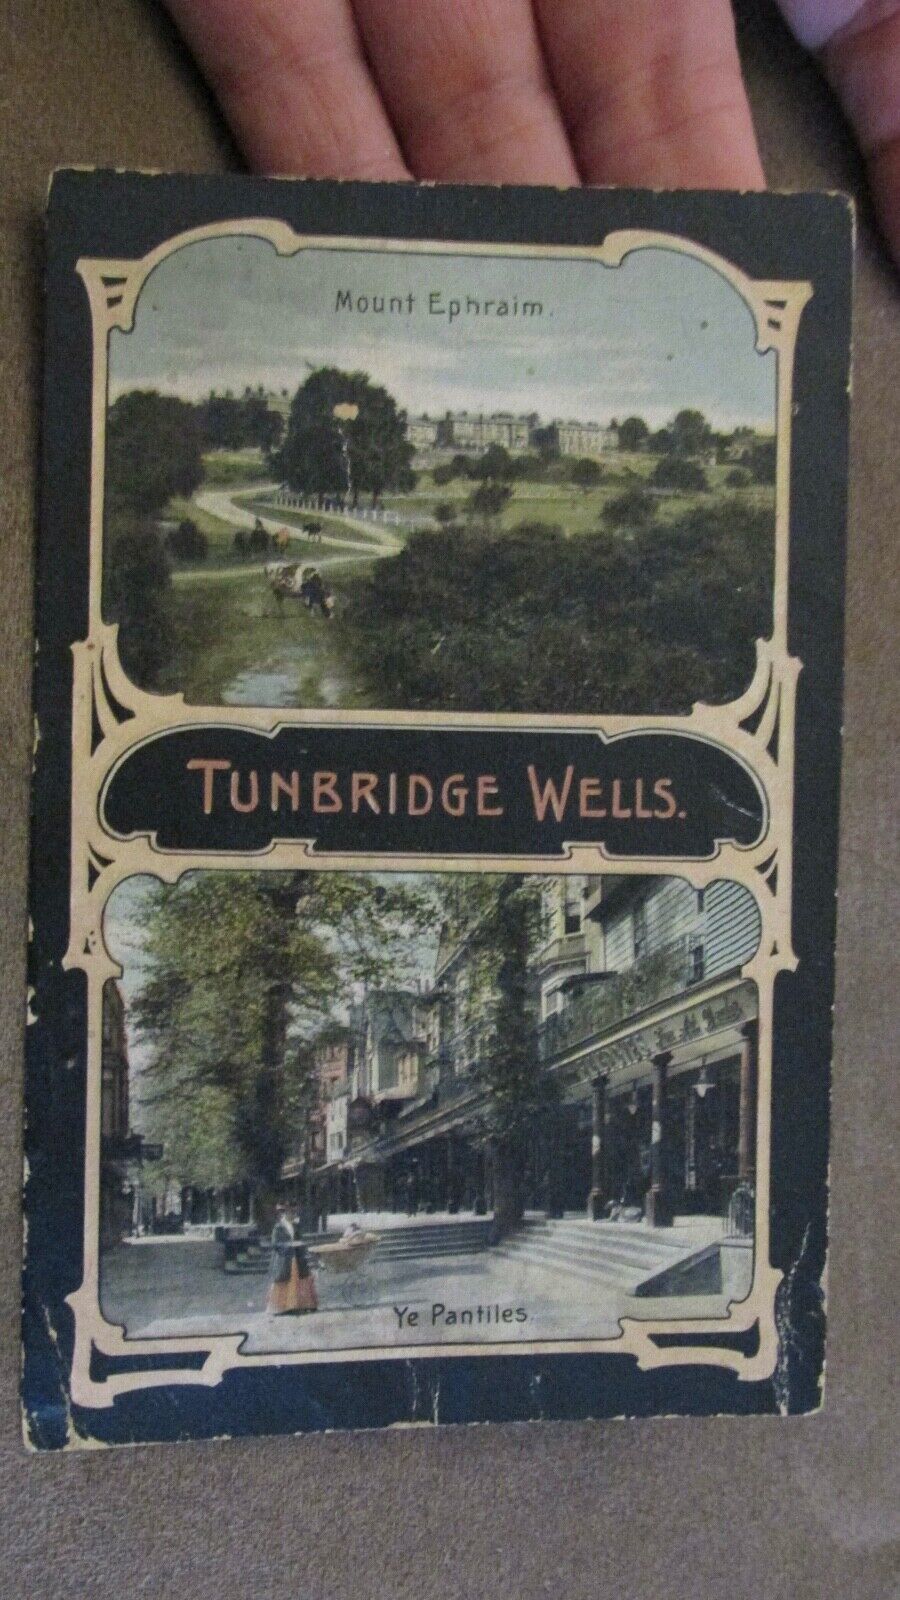 Mount Ephraim.
TUNBRIDGE WELLS.
Ye Pantiles.